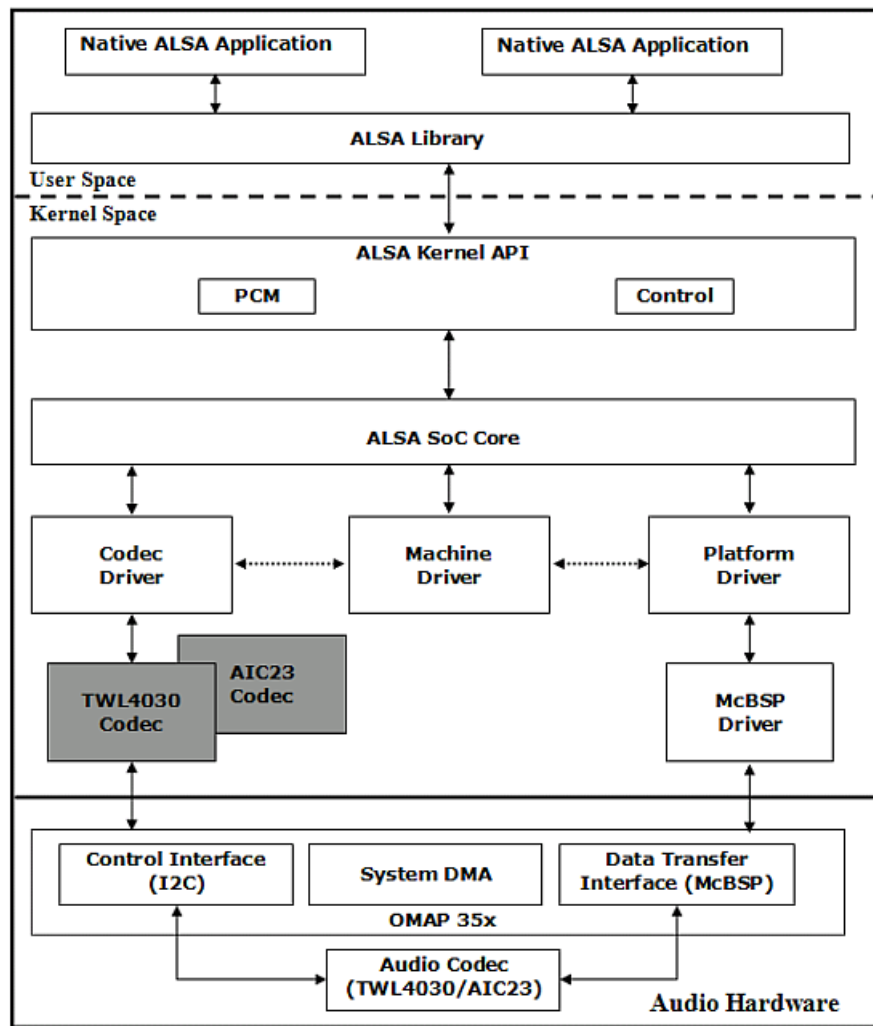 Native ALSA Application
Native ALSA Application
ALSA Library
User Space
Kernel Space
ALSA Kernel API
PCM
Control
ALSA SoC Core
Codec
Driver
Machine
Driver
Platform
Driver
TWL4030
Codec
AIC23
Codec
McBSP
Driver
Control Interface
(I2C)
System DMA
Data Transfer
Interface (McBSP)
OMAP 35x
Audio Codec
(TWL4030/AIC23)
Audio Hardware